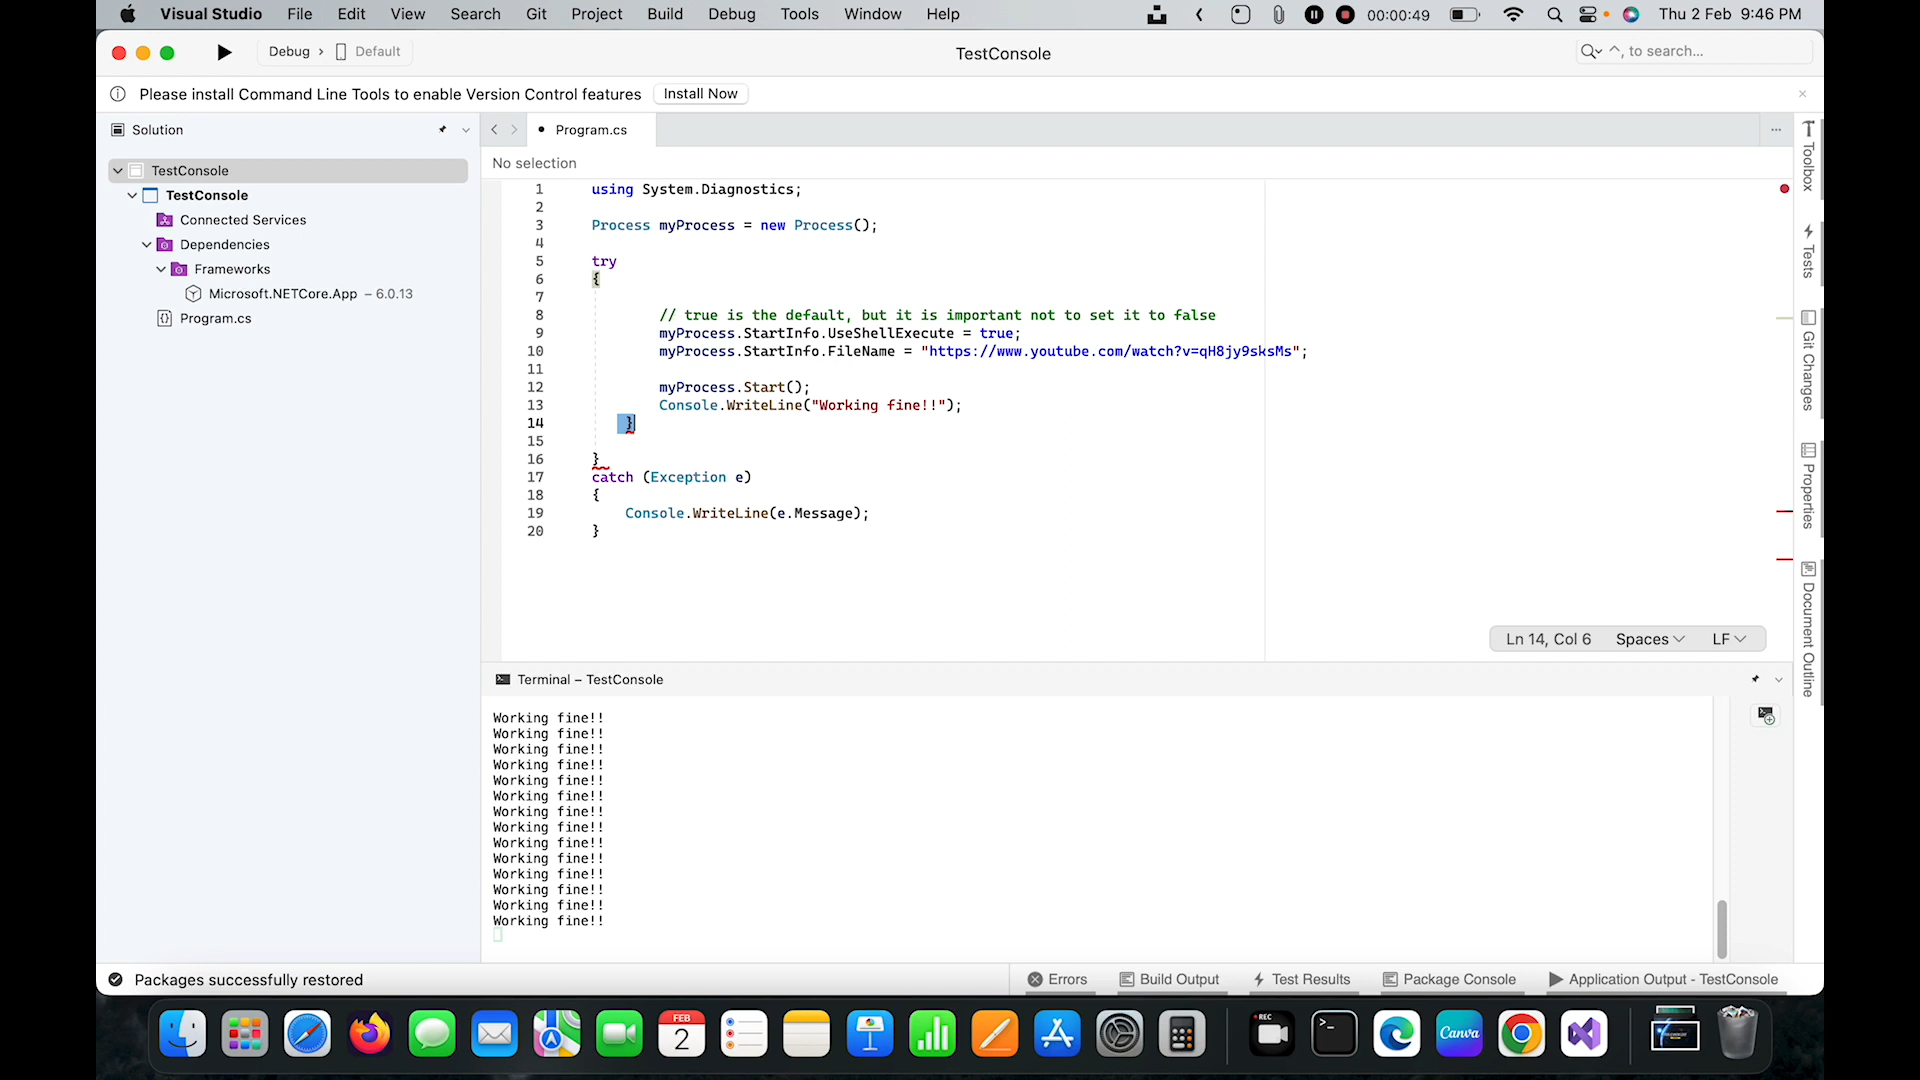 Visual Studio File Edit View Search Git Project Build Debug Tools Window Help 00:00:49 Thu 2 Feb 9:46 PM
Debug › Default
TestConsole
^, to search...
Please install Command Line Tools to enable Version Control features Install Now
Solution
Program.cs
No selection
TestConsole
TestConsole
Connected Services
Dependencies
Frameworks
Microsoft.NETCore.App – 6.0.13
Program.cs
1 using System.Diagnostics;
2
3 Process myProcess = new Process();
4
5 try
6 {
7
8 // true is the default, but it is important not to set it to false
9 myProcess.StartInfo.UseShellExecute = true;
10 myProcess.StartInfo.FileName = "https://www.youtube.com/watch?v=qH8jy9sksMs";
11
12 myProcess.Start();
13 Console.WriteLine("Working fine!!");
14 }
15
16 }
17 catch (Exception e)
18 {
19 Console.WriteLine(e.Message);
20 }
Toolbox
Tests
Git Changes
Properties
Document Outline
Ln 14, Col 6 Spaces LF
Terminal – TestConsole
Working fine!!
Working fine!!
Working fine!!
Working fine!!
Working fine!!
Working fine!!
Working fine!!
Working fine!!
Working fine!!
Working fine!!
Working fine!!
Working fine!!
Working fine!!
Working fine!!
Packages successfully restored
Errors Build Output Test Results Package Console Application Output - TestConsole
FEB
2
REC
Canva